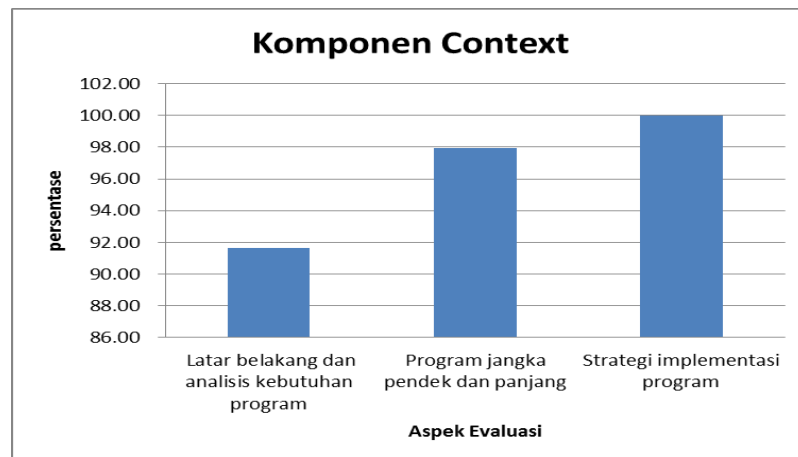 Komponen Context
102.00
100.00
98.00
96.00
94.00
92.00
90.00
88.00
86.00
persentase
Latar belakang dan
analisis kebutuhan
program
Program jangka
pendek dan panjang
Strategi implementasi
program
Aspek Evaluasi